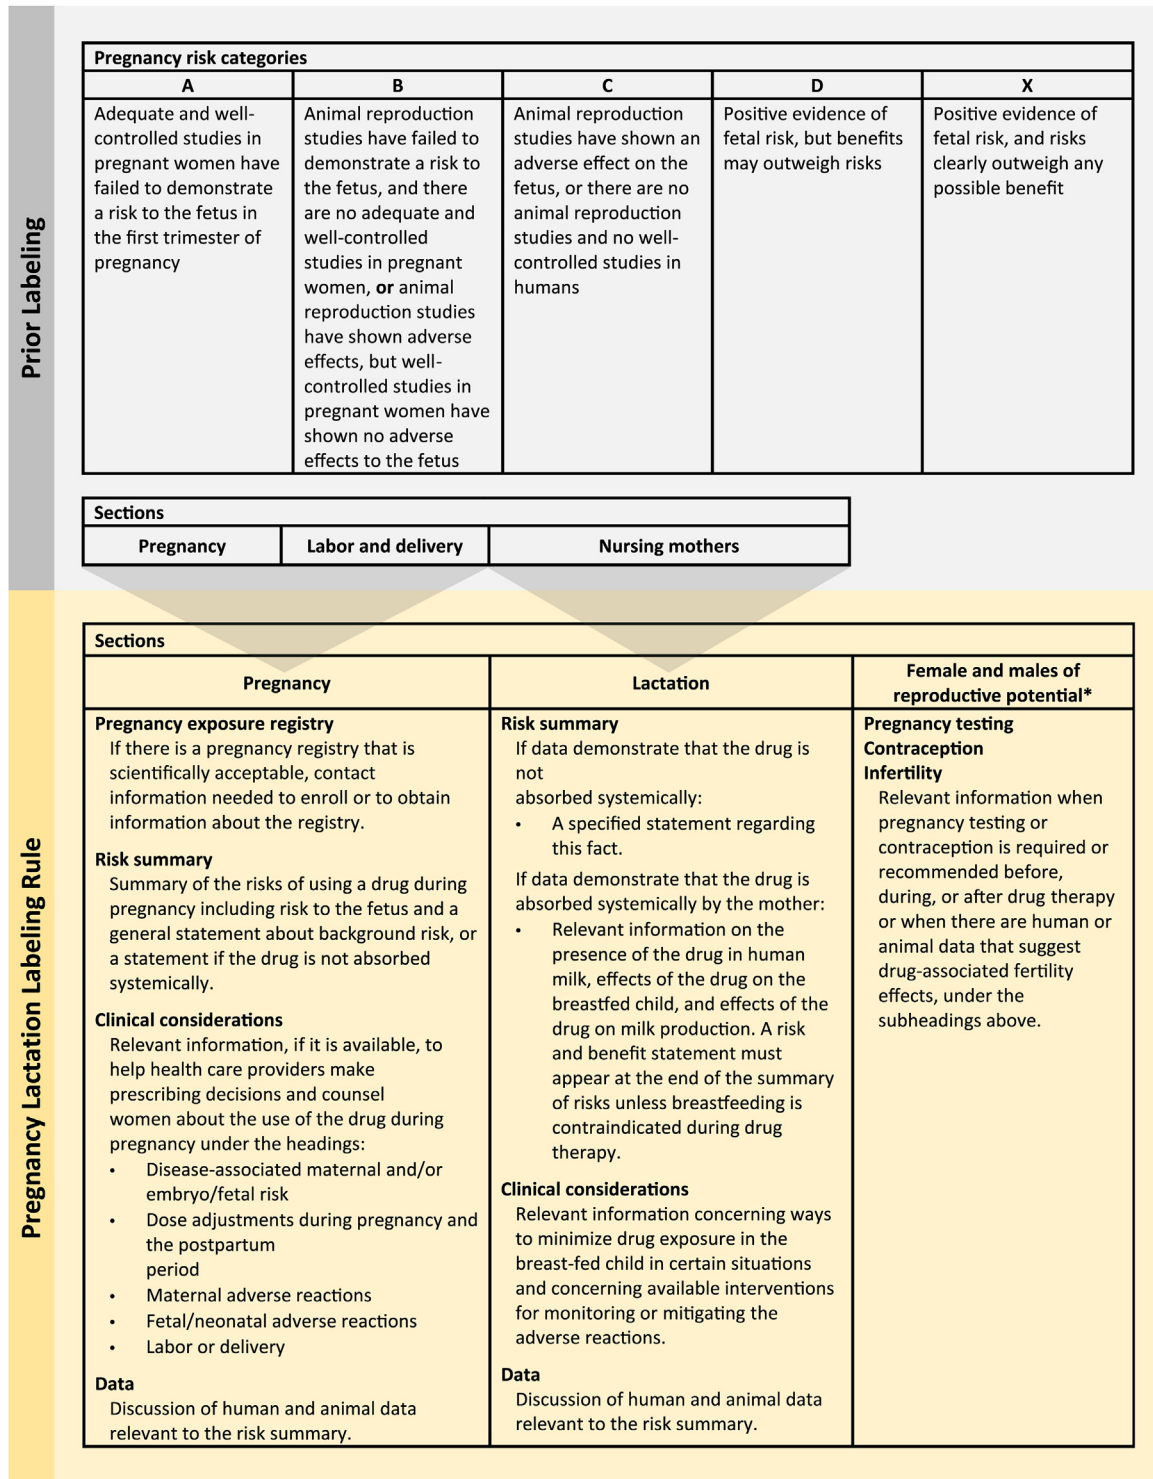 Prior Labeling
Pregnancy risk categories
A
Adequate and well-
controlled studies in
pregnant women have
failed to demonstrate
a risk to the fetus in
the first trimester of
pregnancy
B
Animal reproduction
studies have failed to
demonstrate a risk to
the fetus, and there
are no adequate and
well-controlled
studies in pregnant
women, or animal
reproduction studies
have shown adverse
effects, but well-
controlled studies in
pregnant women have
shown no adverse
effects to the fetus
C
Animal reproduction
studies have shown an
adverse effect on the
fetus, or there are no
animal reproduction
studies and no well-
controlled studies in
humans
D
Positive evidence of
fetal risk, but benefits
may outweigh risks
X
Positive evidence of
fetal risk, and risks
clearly outweigh any
possible benefit
Sections
Pregnancy
Labor and delivery
Nursing mothers
Pregnancy Lactation Labeling Rule
Sections
Pregnancy
Pregnancy exposure registry
If there is a pregnancy registry that is
scientifically acceptable, contact
information needed to enroll or to obtain
information about the registry.
Risk summary
Summary of the risks of using a drug during
pregnancy including risk to the fetus and a
general statement about background risk, or
a statement if the drug is not absorbed
systemically.
Clinical considerations
Relevant information, if it is available, to
help health care providers make
prescribing decisions and counsel
women about the use of the drug during
pregnancy under the headings:
• Disease-associated maternal and/or
embryo/fetal risk
• Dose adjustments during pregnancy and
the postpartum
period
• Maternal adverse reactions
• Fetal/neonatal adverse reactions
• Labor or delivery
Data
Discussion of human and animal data
relevant to the risk summary.
Lactation
Risk summary
If data demonstrate that the drug is
not
absorbed systemically:
• A specified statement regarding
this fact.
If data demonstrate that the drug is
absorbed systemically by the mother:
• Relevant information on the
presence of the drug in human
milk, effects of the drug on the
breastfed child, and effects of the
drug on milk production. A risk
and benefit statement must
appear at the end of the summary
of risks unless breastfeeding is
contraindicated during drug
therapy.
Clinical considerations
Relevant information concerning ways
to minimize drug exposure in the
breast-fed child in certain situations
and concerning available interventions
for monitoring or mitigating the
adverse reactions.
Data
Discussion of human and animal data
relevant to the risk summary.
Female and males of
reproductive potential*
Pregnancy testing
Contraception
Infertility
Relevant information when
pregnancy testing or
contraception is required or
recommended before,
during, or after drug therapy
or when there are human or
animal data that suggest
drug-associated fertility
effects, under the
subheadings above.